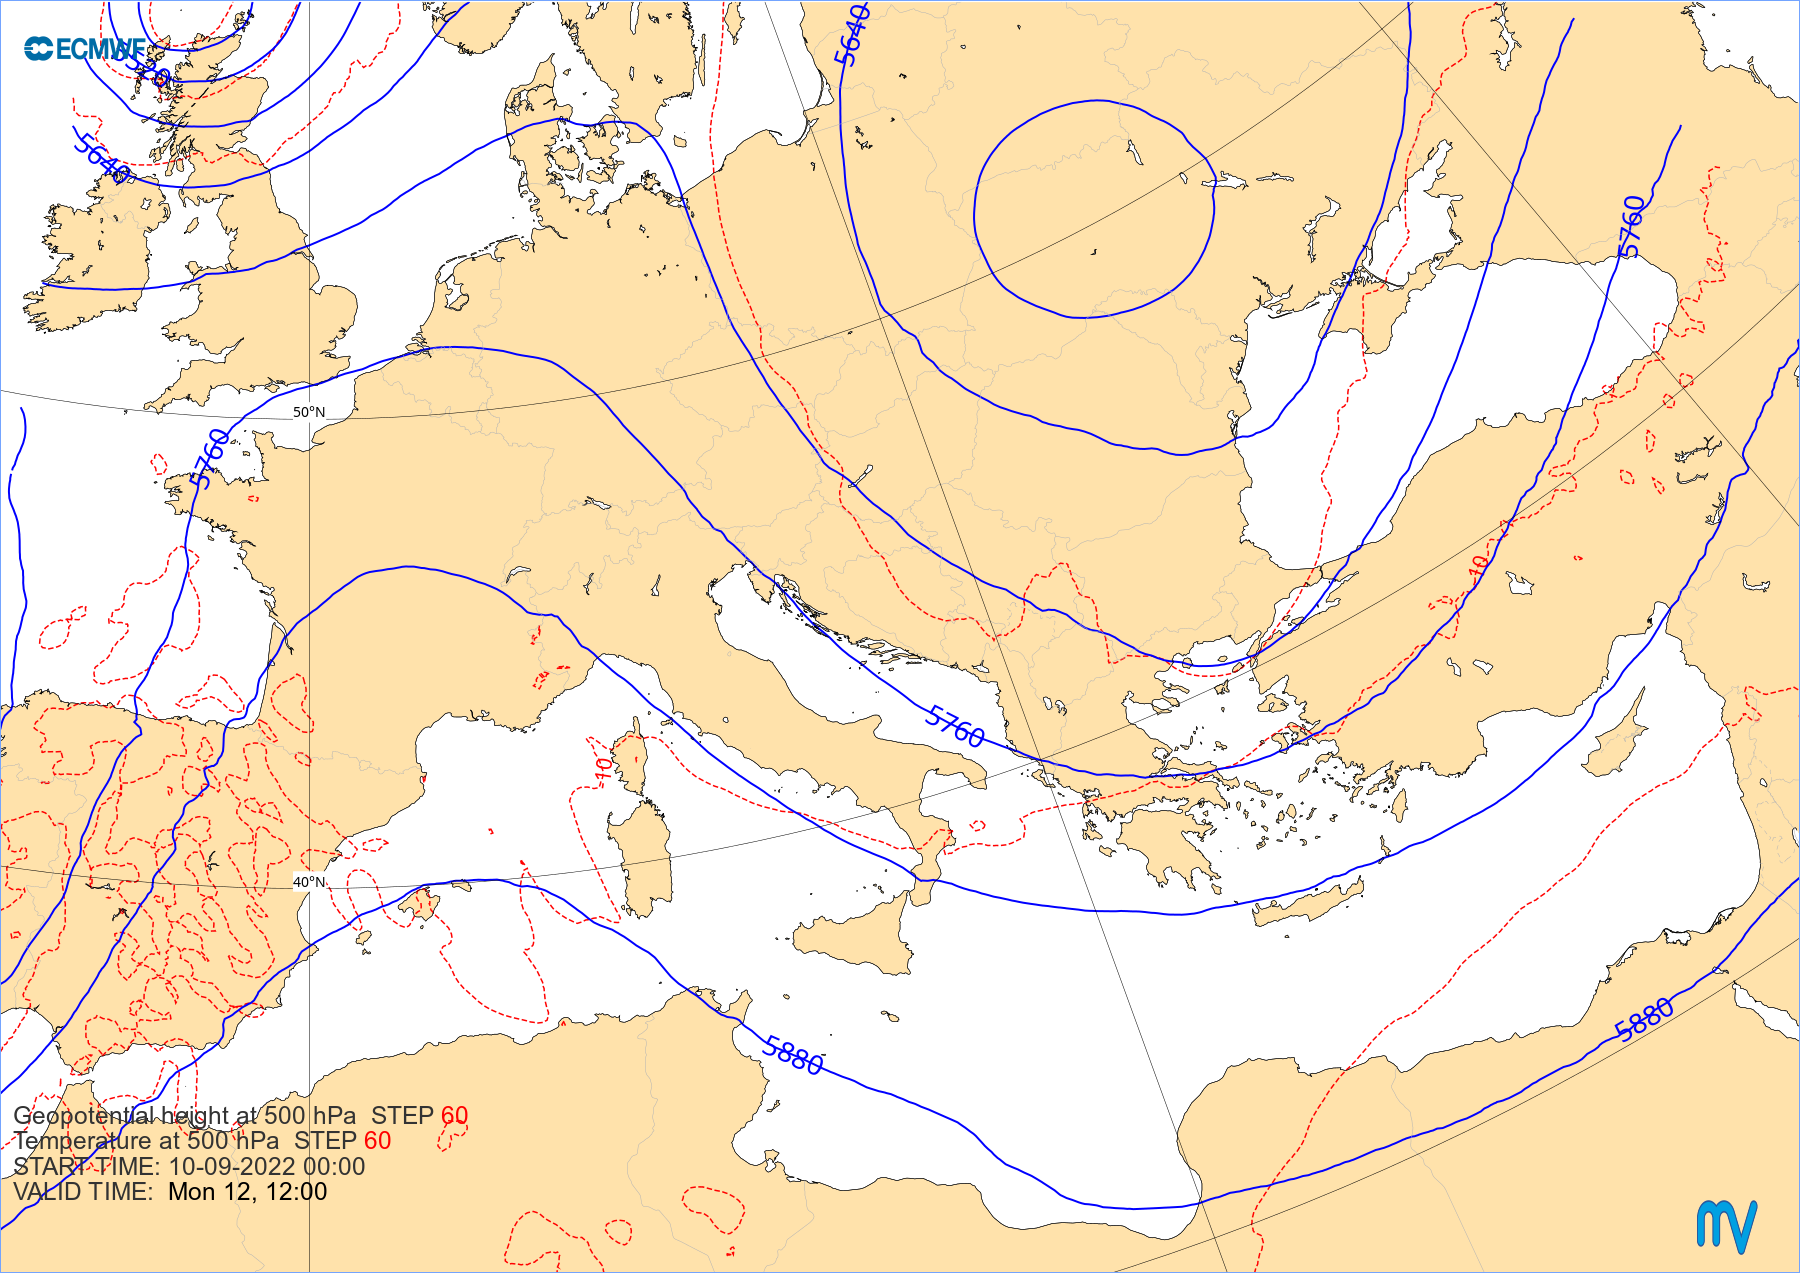 ECMWF
5520
5640
5640
5760
50°N
5760
-10
5760
-10
40°N
5880
5880
Geopotential height at 500 hPa STEP 60
Temperature at 500 hPa STEP 60
START TIME: 10-09-2022 00:00
VALID TIME: Mon 12, 12:00